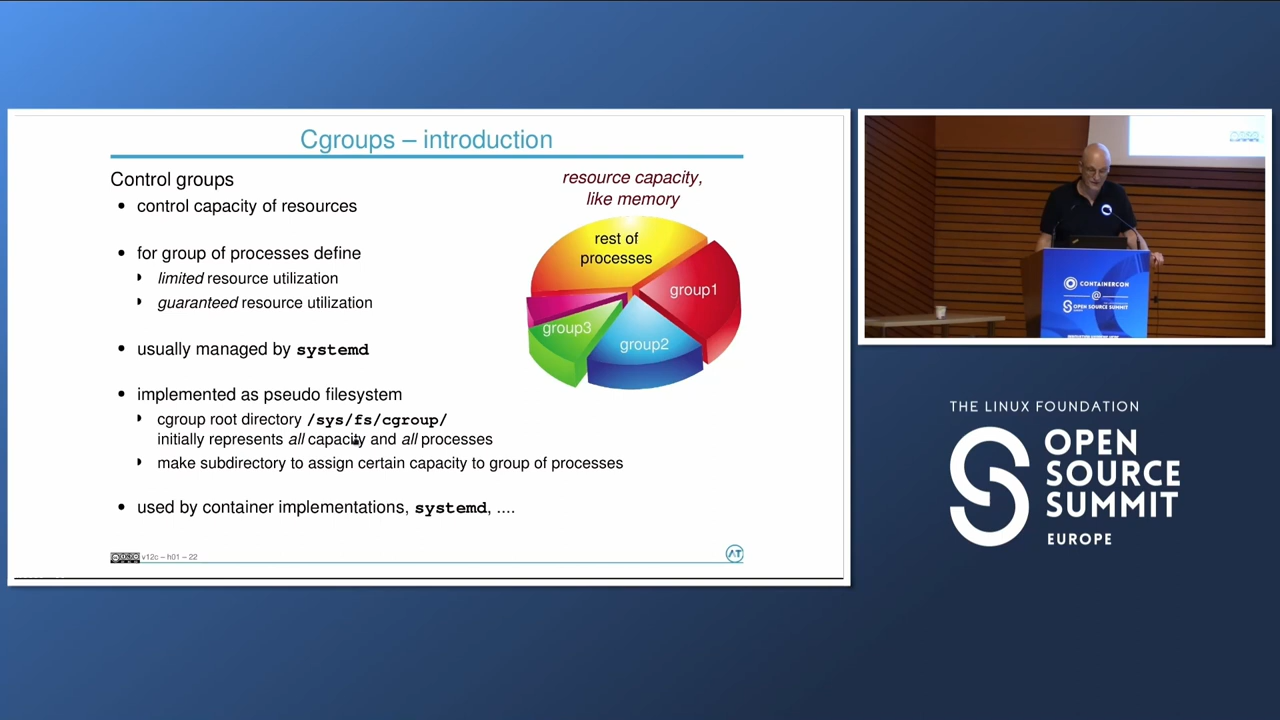 Cgroups – introduction
Control groups
• control capacity of resources
• for group of processes define
limited resource utilization
guaranteed resource utilization
• usually managed by systemd
• implemented as pseudo filesystem
cgroup root directory /sys/fs/cgroup/
initially represents all capacity and all processes
make subdirectory to assign certain capacity to group of processes
• used by container implementations, systemd, ....
resource capacity,
like memory
rest of
processes
group1
group2
group3
v12c – h01 – 22
AT
CONTAINERCON
@
OPEN SOURCE SUMMIT
THE LINUX FOUNDATION
OPEN
SOURCE
SUMMIT
EUROPE